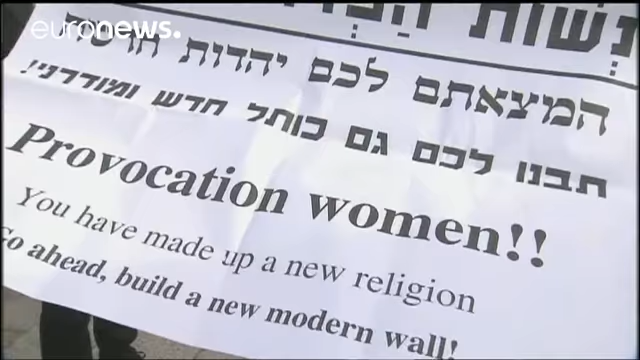 euronews.
נְשׁוֹת
המצאתם לכם יהדות חדשה
תבנו לכם גם כותל חדש ומודרני!
Provocation women!!
You have made up a new religion
Go ahead, build a new modern wall!